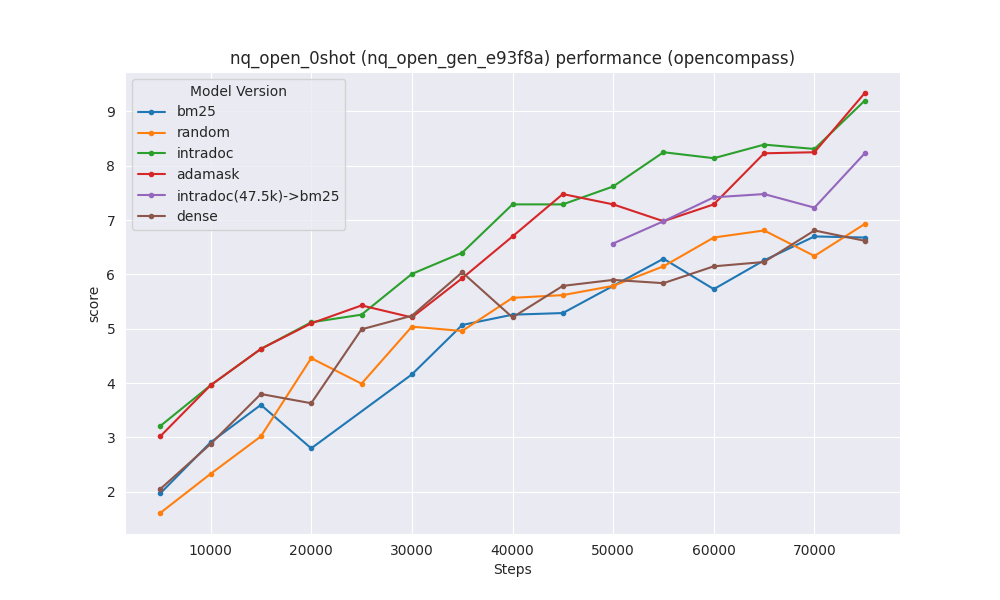 nq_open_0shot (nq_open_gen_e93f8a) performance (opencompass)
Model Version
bm25
random
intradoc
adamask
intradoc(47.5k)->bm25
dense
9
8
7
6
5
4
3
2
score
10000 20000 30000 40000 50000 60000 70000
Steps